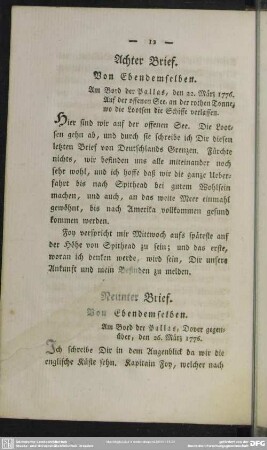 — 12 —
Achter Brief.
Von Ebendemselben.
Am Bord der Pallas, den 22. März 1776.
Auf der offenen See. an der rothen Tonne,
wo die Lootsen die Schiffe verlassen.
Hier sind wir auf der offenen See. Die Loot-
sen gehn ab, und durch sie schreibe ich Dir diesen
letzten Brief von Deutschlands Grenzen. Fürchte
nichts, wir befinden uns alle miteinander noch
sehr wohl, und ich hoffe daß wir die ganze Ueber-
fahrt bis nach Spithead bei gutem Wohlsein
machen, und auch, an das weite Meer einmahl
gewöhnt, bis nach Amerika vollkommen gesund
kommen werden.
Foy verspricht mir Mittwoch aufs späteste auf
der Höhe von Spithead zu sein; und das erste,
woran ich denken werde, wird sein, Dir unsere
Ankunft und mein Befinden zu melden.
Neunter Brief.
Von Ebendemselben.
Am Bord der Pallas, Dover gegen-
über, den 26. März 1776.
Ich schreibe Dir in dem Augenblick da wir die
englische Küste sehn. Kapitain Foy, welcher nach